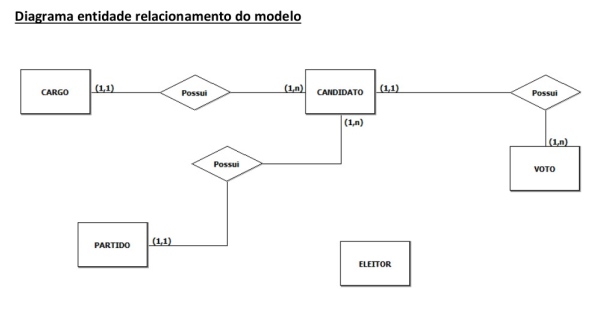 Diagrama entidade relacionamento do modelo
CARGO (1,1) Possui (1,n) CANDIDATO (1,1) Possui
(1,n)
(1,n)
Possui
VOTO
PARTIDO (1,1)
ELEITOR